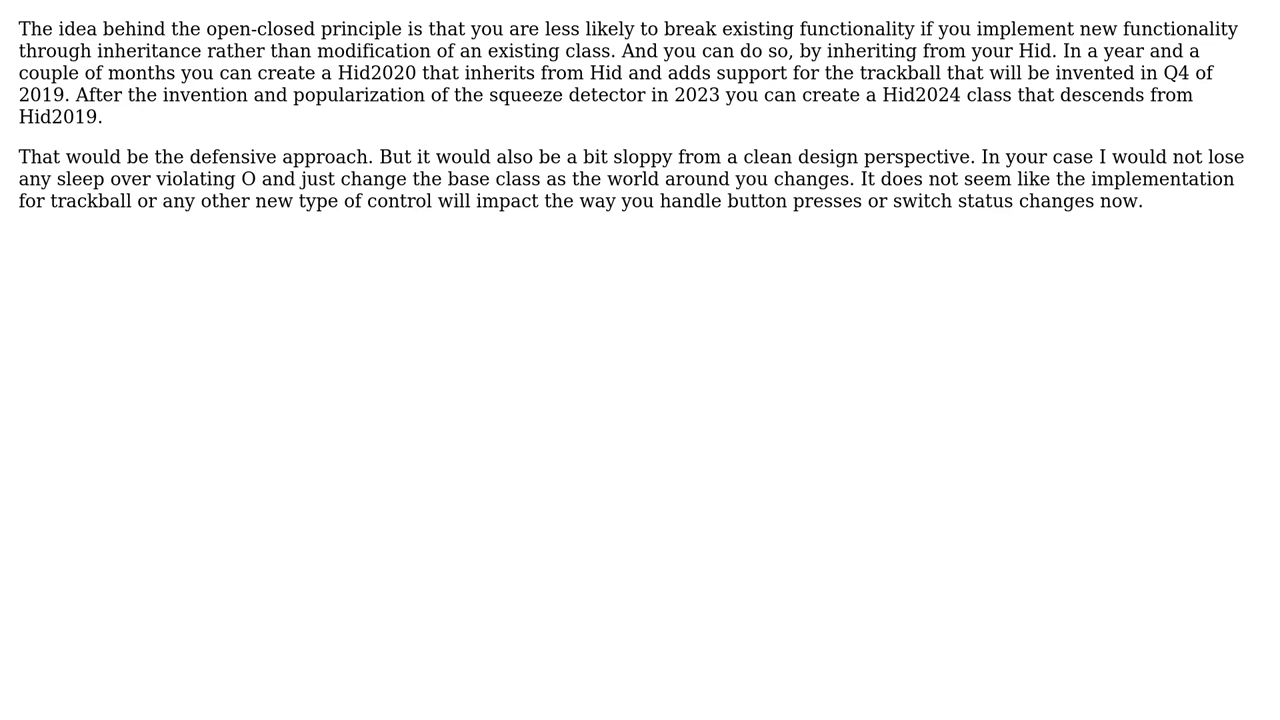 The idea behind the open-closed principle is that you are less likely to break existing functionality if you implement new functionality
through inheritance rather than modification of an existing class. And you can do so, by inheriting from your Hid. In a year and a
couple of months you can create a Hid2020 that inherits from Hid and adds support for the trackball that will be invented in Q4 of
2019. After the invention and popularization of the squeeze detector in 2023 you can create a Hid2024 class that descends from
Hid2019.
That would be the defensive approach. But it would also be a bit sloppy from a clean design perspective. In your case I would not lose
any sleep over violating O and just change the base class as the world around you changes. It does not seem like the implementation
for trackball or any other new type of control will impact the way you handle button presses or switch status changes now.